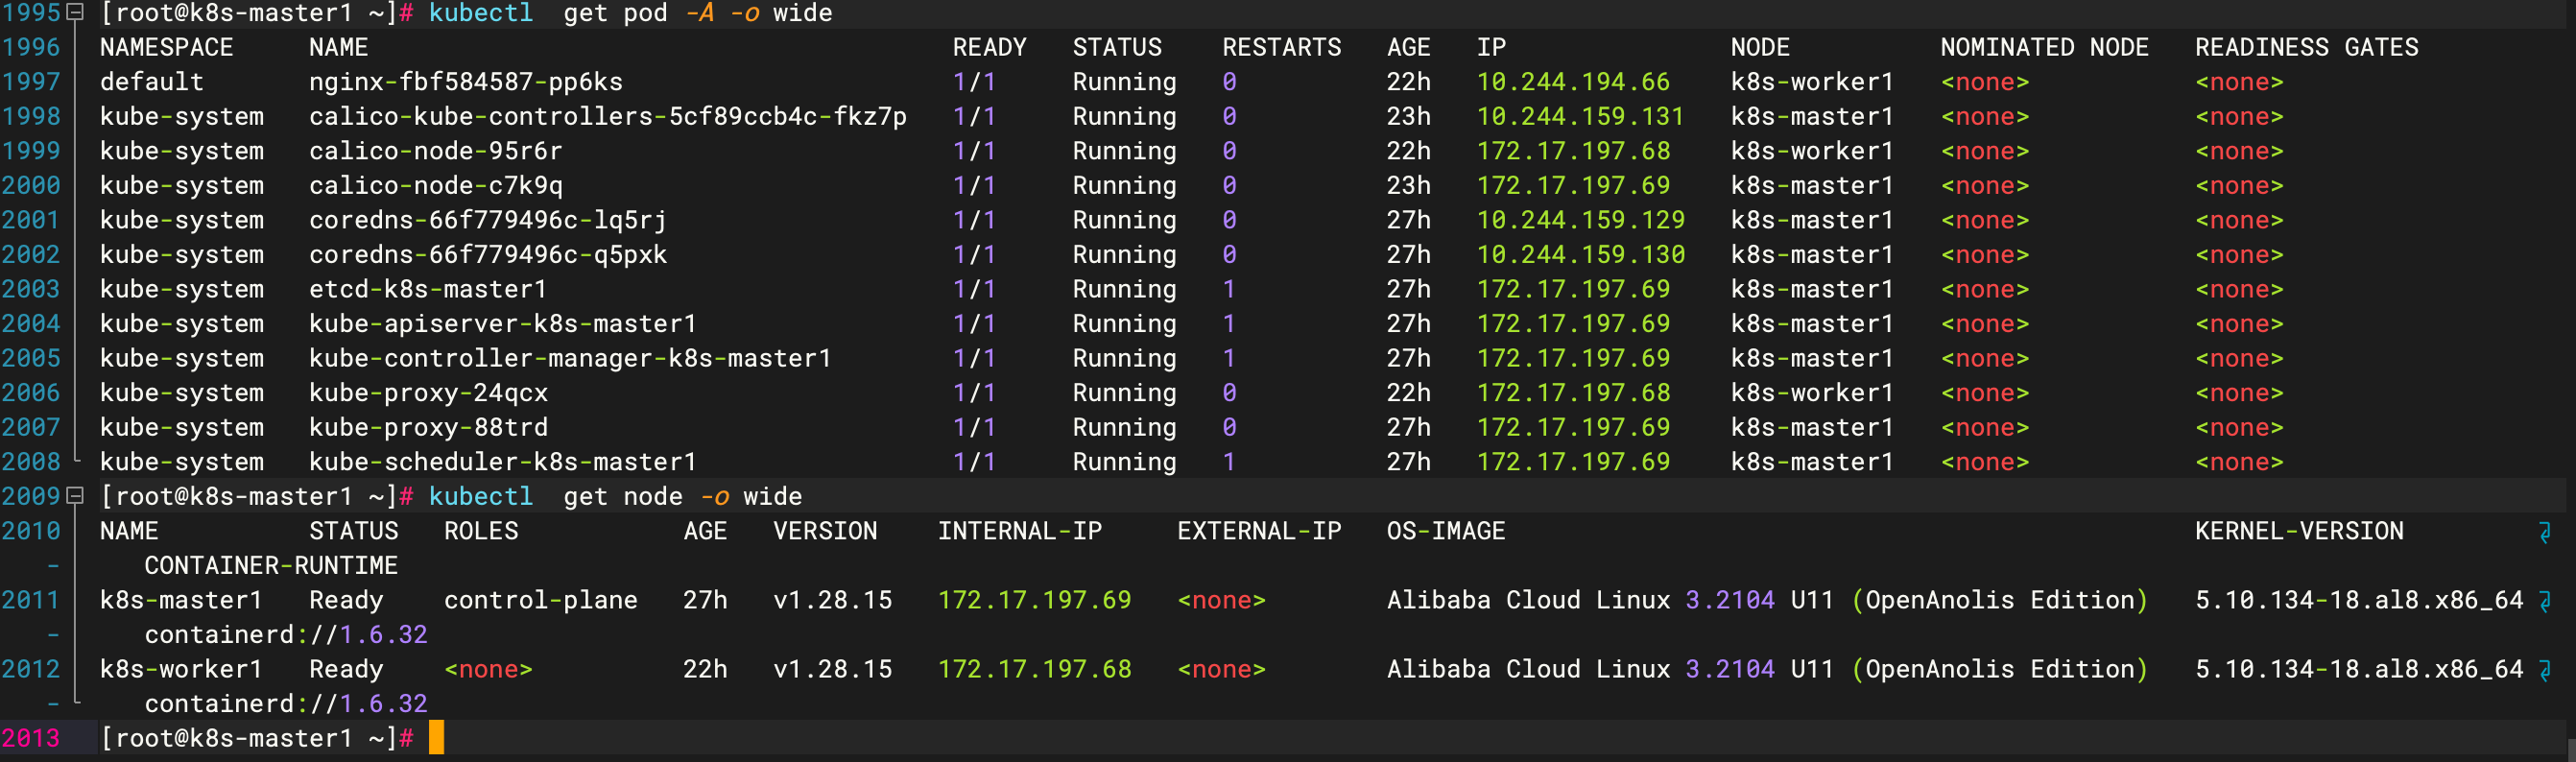 1995 [root@k8s-master1 ~]# kubectl  get pod -A -o wide
1996 NAMESPACE     NAME                                       READY   STATUS    RESTARTS   AGE   IP               NODE          NOMINATED NODE   READINESS GATES
1997 default       nginx-fbf584587-pp6ks                      1/1     Running   0          22h   10.244.194.66    k8s-worker1   <none>           <none>
1998 kube-system   calico-kube-controllers-5cf89ccb4c-fkz7p   1/1     Running   0          23h   10.244.159.131   k8s-master1   <none>           <none>
1999 kube-system   calico-node-95r6r                          1/1     Running   0          22h   172.17.197.68    k8s-worker1   <none>           <none>
2000 kube-system   calico-node-c7k9q                          1/1     Running   0          23h   172.17.197.69    k8s-master1   <none>           <none>
2001 kube-system   coredns-66f779496c-lq5rj                   1/1     Running   0          27h   10.244.159.129   k8s-master1   <none>           <none>
2002 kube-system   coredns-66f779496c-q5pxk                   1/1     Running   0          27h   10.244.159.130   k8s-master1   <none>           <none>
2003 kube-system   etcd-k8s-master1                           1/1     Running   1          27h   172.17.197.69    k8s-master1   <none>           <none>
2004 kube-system   kube-apiserver-k8s-master1                 1/1     Running   1          27h   172.17.197.69    k8s-master1   <none>           <none>
2005 kube-system   kube-controller-manager-k8s-master1        1/1     Running   1          27h   172.17.197.69    k8s-master1   <none>           <none>
2006 kube-system   kube-proxy-24qcx                           1/1     Running   0          22h   172.17.197.68    k8s-worker1   <none>           <none>
2007 kube-system   kube-proxy-88trd                           1/1     Running   0          27h   172.17.197.69    k8s-master1   <none>           <none>
2008 kube-system   kube-scheduler-k8s-master1                 1/1     Running   1          27h   172.17.197.69    k8s-master1   <none>           <none>
2009 [root@k8s-master1 ~]# kubectl  get node -o wide
2010 NAME          STATUS   ROLES           AGE   VERSION    INTERNAL-IP     EXTERNAL-IP   OS-IMAGE                                              KERNEL-VERSION
-    CONTAINER-RUNTIME
2011 k8s-master1   Ready    control-plane   27h   v1.28.15   172.17.197.69   <none>        Alibaba Cloud Linux 3.2104 U11 (OpenAnolis Edition)   5.10.134-18.al8.x86_64
-    containerd://1.6.32
2012 k8s-worker1   Ready    <none>          22h   v1.28.15   172.17.197.68   <none>        Alibaba Cloud Linux 3.2104 U11 (OpenAnolis Edition)   5.10.134-18.al8.x86_64
-    containerd://1.6.32
2013 [root@k8s-master1 ~]#